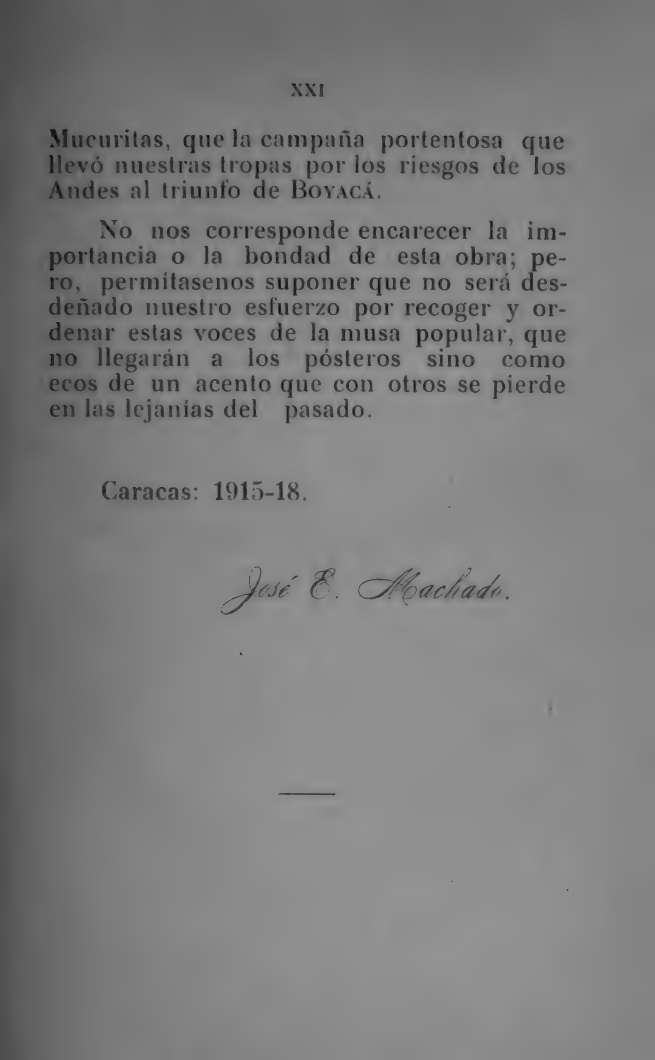 XXI
Mucuritas, que la campaña portentosa que
llevó nuestras tropas por los riesgos de los
Andes al triunfo de BOYACÁ.
No nos corresponde encarecer la im-
portancia o la bondad de esta obra; pe-
ro, permítasenos suponer que no será des-
deñado nuestro esfuerzo por recoger y or-
denar estas voces de la musa popular, que
no llegarán a los pósteros sino como
ecos de un acento que con otros se pierde
en las lejanías del pasado.
Caracas: 1915-18.
José E. Machado.